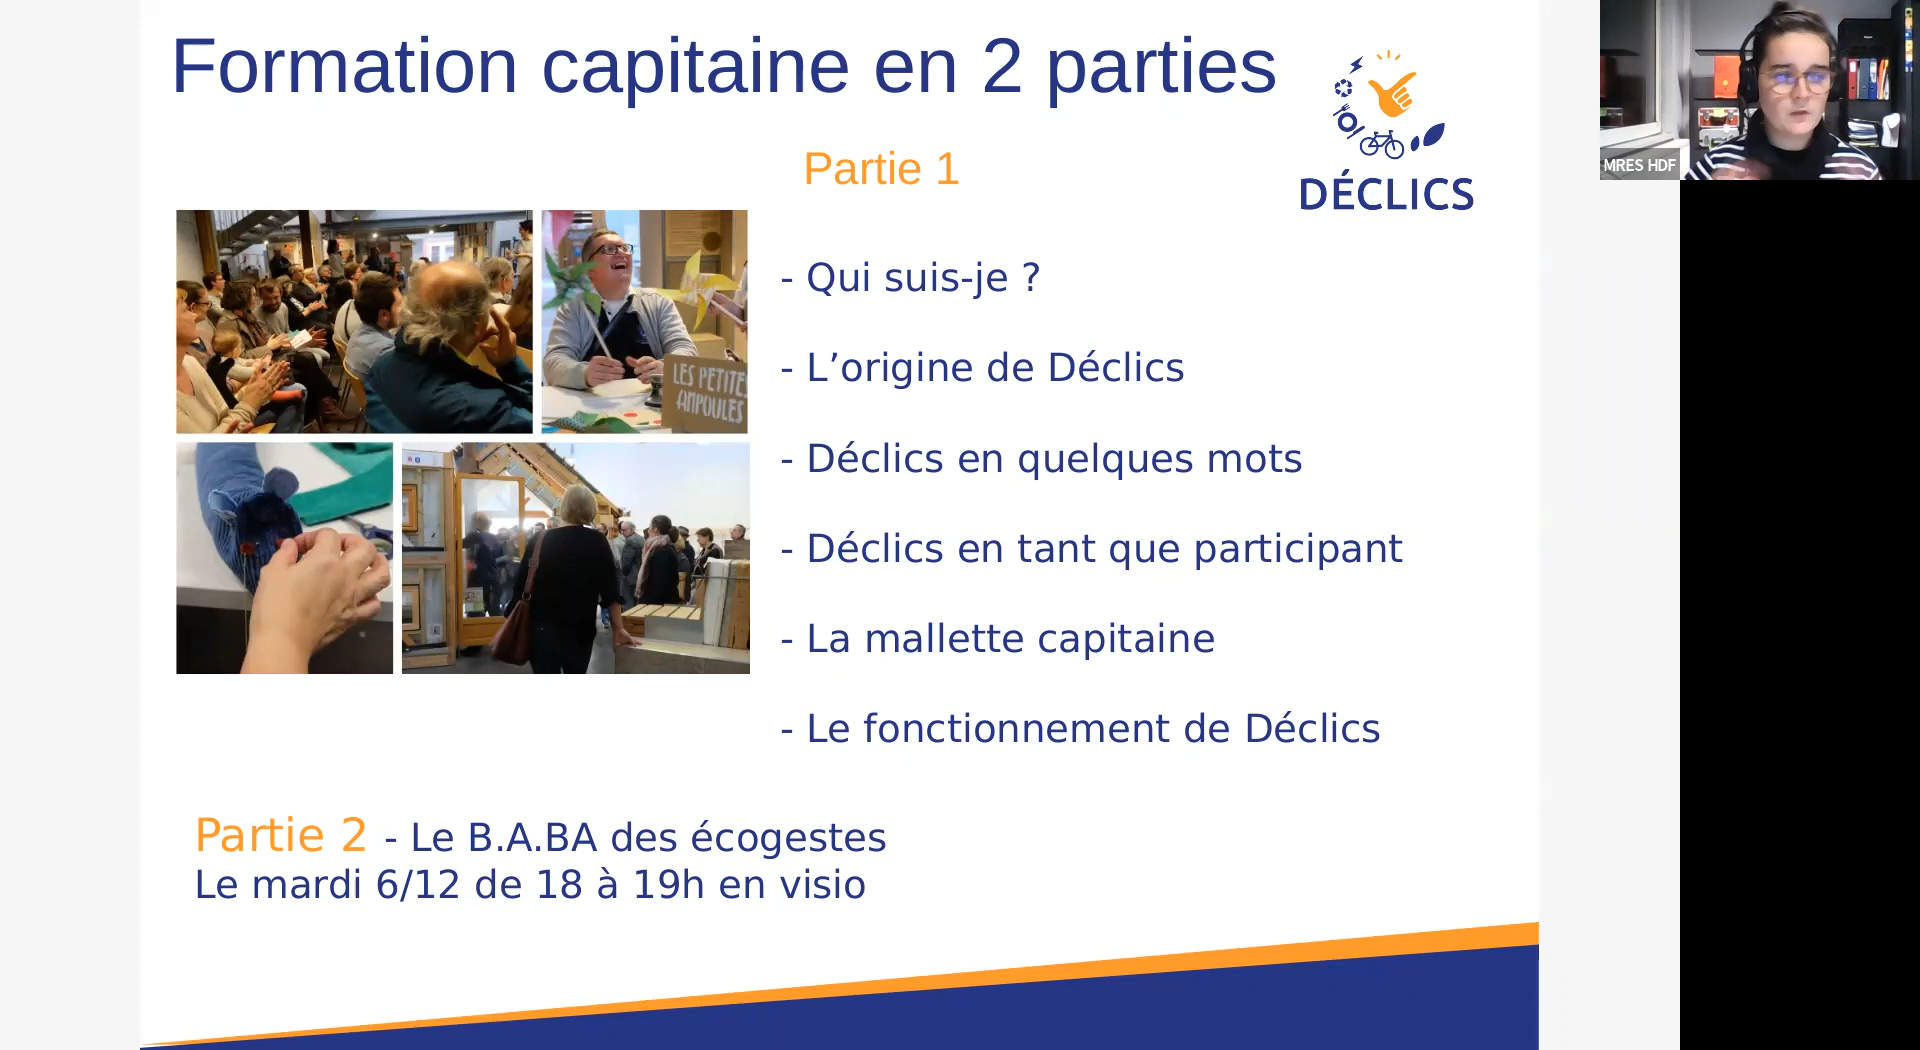 Formation capitaine en 2 parties
DÉCLICS
MRES HDF
Partie 1
LES PETITES
AMPOULES
- Qui suis-je ?
- L’origine de Déclics
- Déclics en quelques mots
- Déclics en tant que participant
- La mallette capitaine
- Le fonctionnement de Déclics
Partie 2 - Le B.A.BA des écogestes
Le mardi 6/12 de 18 à 19h en visio